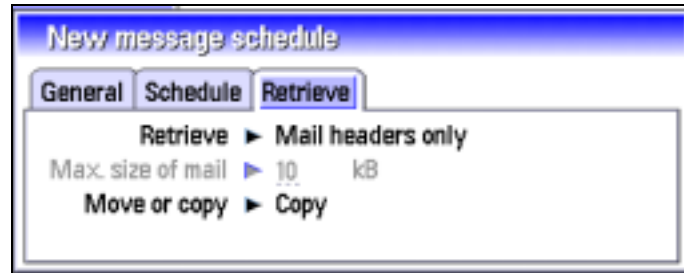 New message schedule
General Schedule Retrieve
Retrieve ► Mail headers only
Max. size of mail ► 10 kB
Move or copy ► Copy